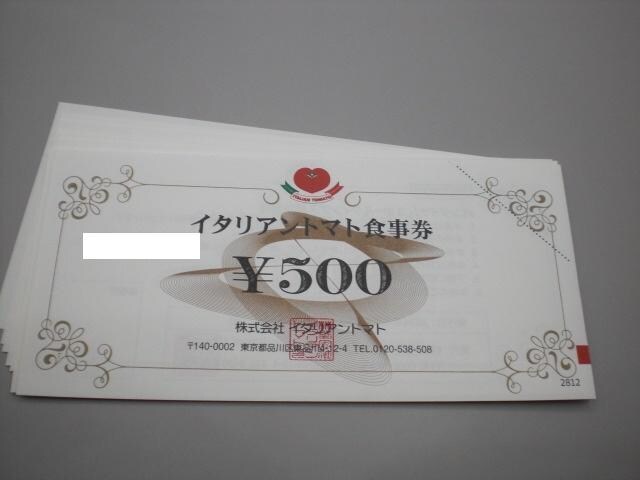 ITALIAN TOMATO
イタリアントマト食事券
¥500
株式会社 イタリアントマト
〒140-0002 東京都品川区東品川4-12-4 TEL.0120-538-508
2812